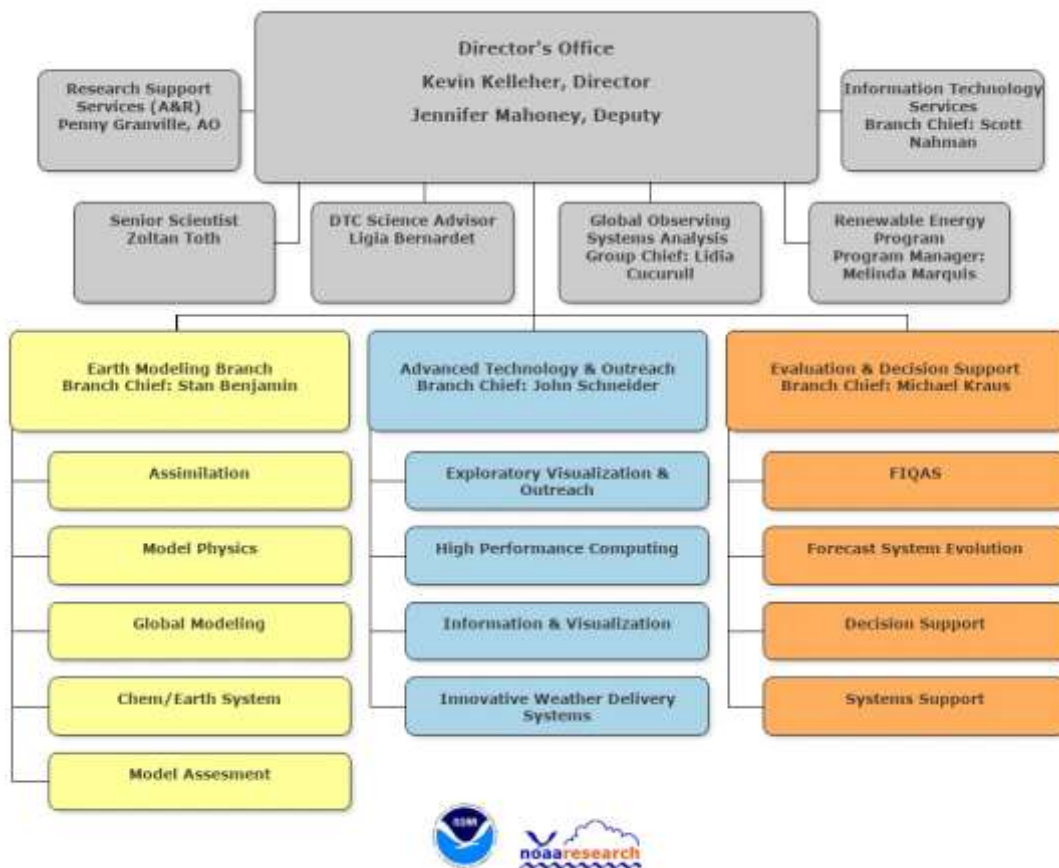 Director's Office
Kevin Kelleher, Director
Jennifer Mahoney, Deputy
Research Support
Services (A&R)
Penny Granville, AO
Information Technology
Services
Branch Chief: Scott
Nahman
Senior Scientist
Zoltan Toth
DTC Science Advisor
Ligia Bernardet
Global Observing
Systems Analysis
Group Chief: Lidia
Cucurull
Renewable Energy
Program
Program Manager:
Melinda Marquis
Earth Modeling Branch
Branch Chief: Stan Benjamin
Assimilation
Model Physics
Global Modeling
Chem/Earth System
Model Assesment
Advanced Technology & Outreach
Branch Chief: John Schneider
Exploratory Visualization &
Outreach
High Performance Computing
Information & Visualization
Innovative Weather Delivery
Systems
Evaluation & Decision Support
Branch Chief: Michael Kraus
FIQAS
Forecast System Evolution
Decision Support
Systems Support
noaa
noaaresearch